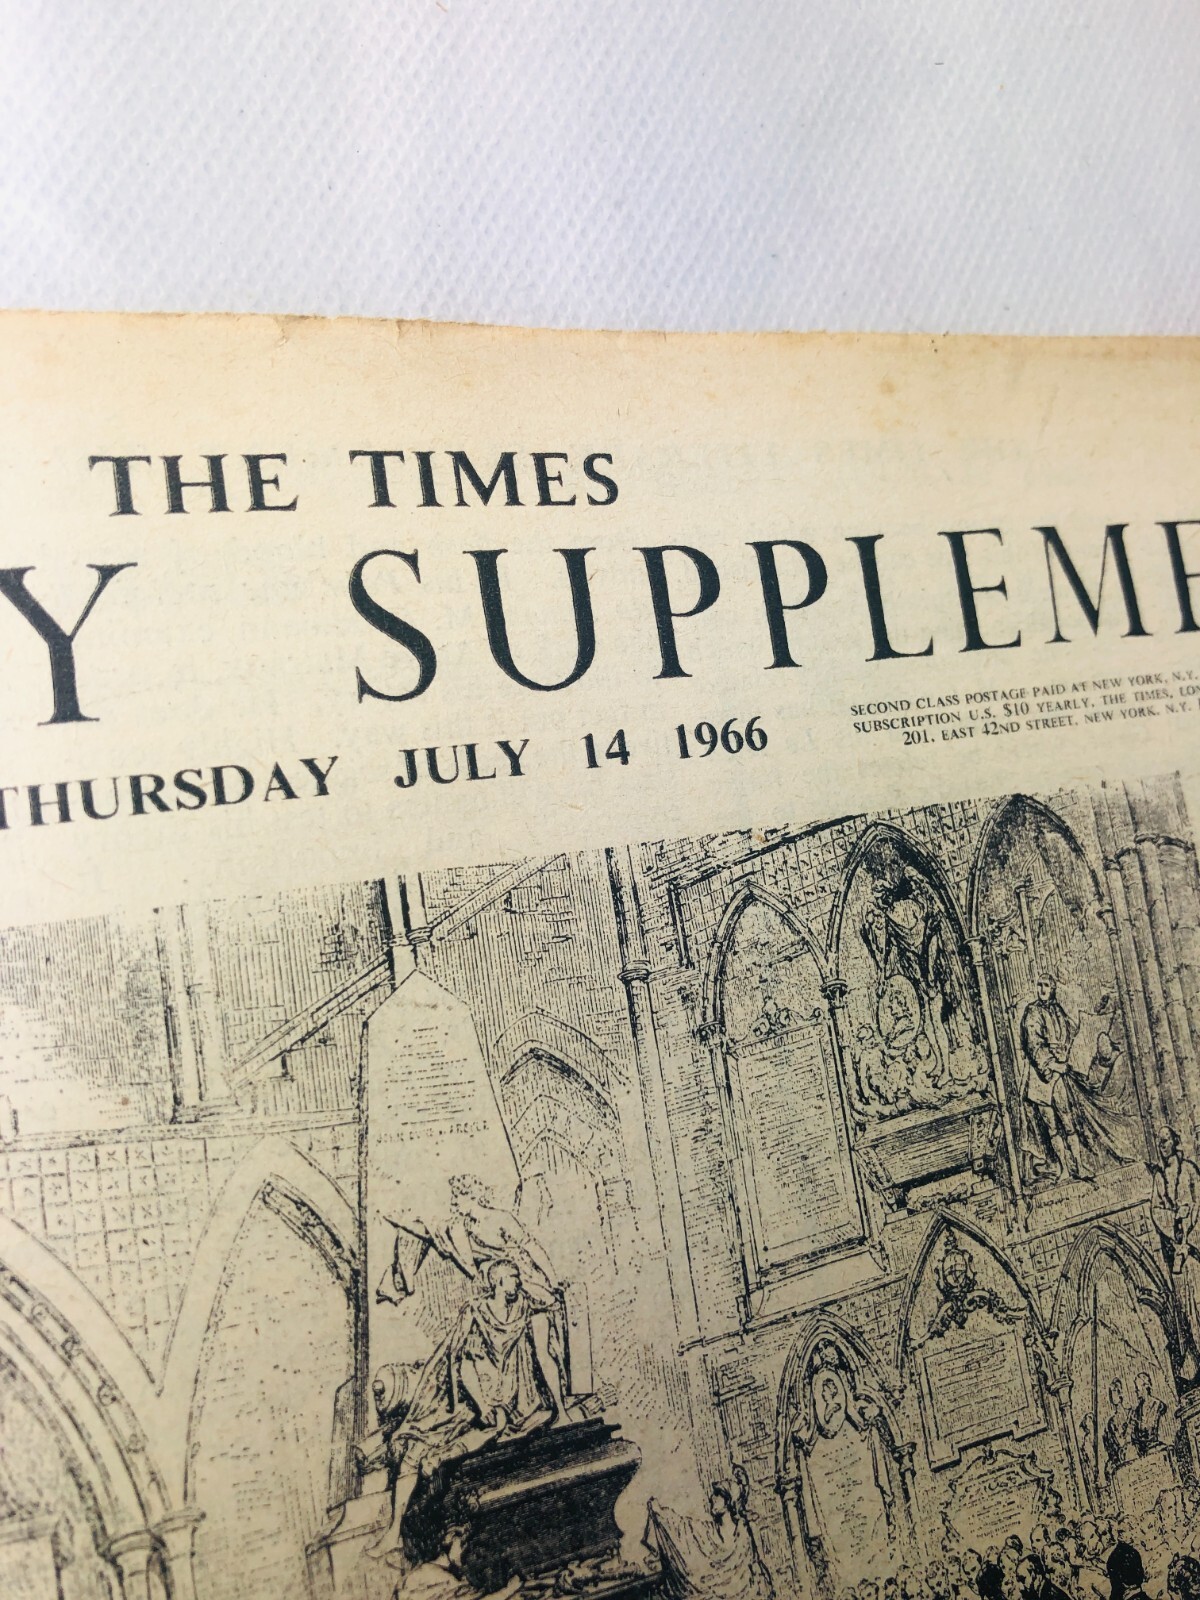 THE TIMES
Y SUPPLEME
THURSDAY JULY 14 1966
SECOND CLASS POSTAGE PAID AT NEW YORK, N.Y.
SUBSCRIPTION U.S. $10 YEARLY. THE TIMES, LO
201, EAST 42ND STREET, NEW YORK, N.Y.